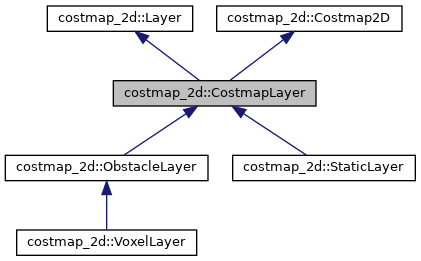 costmap_2d::Layer
costmap_2d::Costmap2D
costmap_2d::CostmapLayer
costmap_2d::ObstacleLayer
costmap_2d::StaticLayer
costmap_2d::VoxelLayer